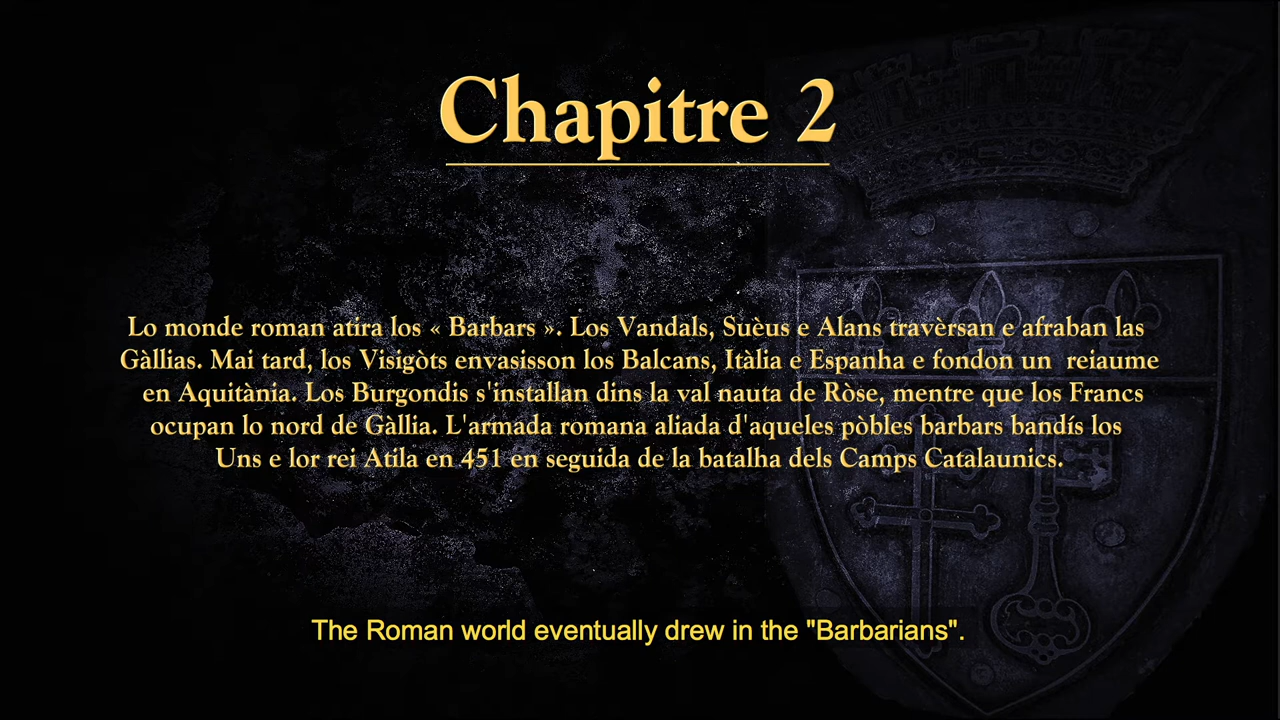 Chapitre 2
Lo monde roman atira los « Barbars ». Los Vandals, Suèus e Alans travèrsan e afraban las
Gàllias. Mai tard, los Visigòts envasisson los Balcans, Itàlia e Espanha e fondon un  reiaume
en Aquitània. Los Burgondis s'installan dins la val nauta de Ròse, mentre que los Francs
ocupan lo nord de Gàllia. L'armada romana aliada d'aqueles pòbles barbars bandís los
Uns e lor rei Atila en 451 en seguida de la batalha dels Camps Catalaunics.
The Roman world eventually drew in the "Barbarians".